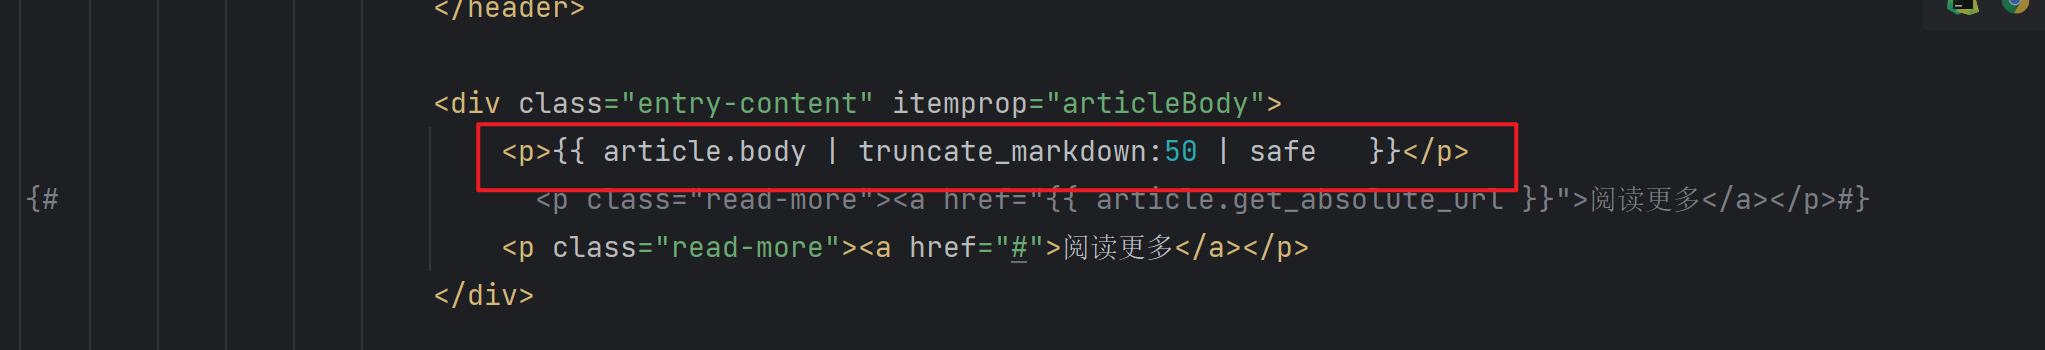 </header>
<div class="entry-content" itemprop="articleBody">
<p>{{ article.body | truncate_markdown:50 | safe   }}</p>
{#                            <p class="read-more"><a href="{{ article.get_absolute_url }}">阅读更多</a></p>#}
<p class="read-more"><a href="#">阅读更多</a></p>
</div>